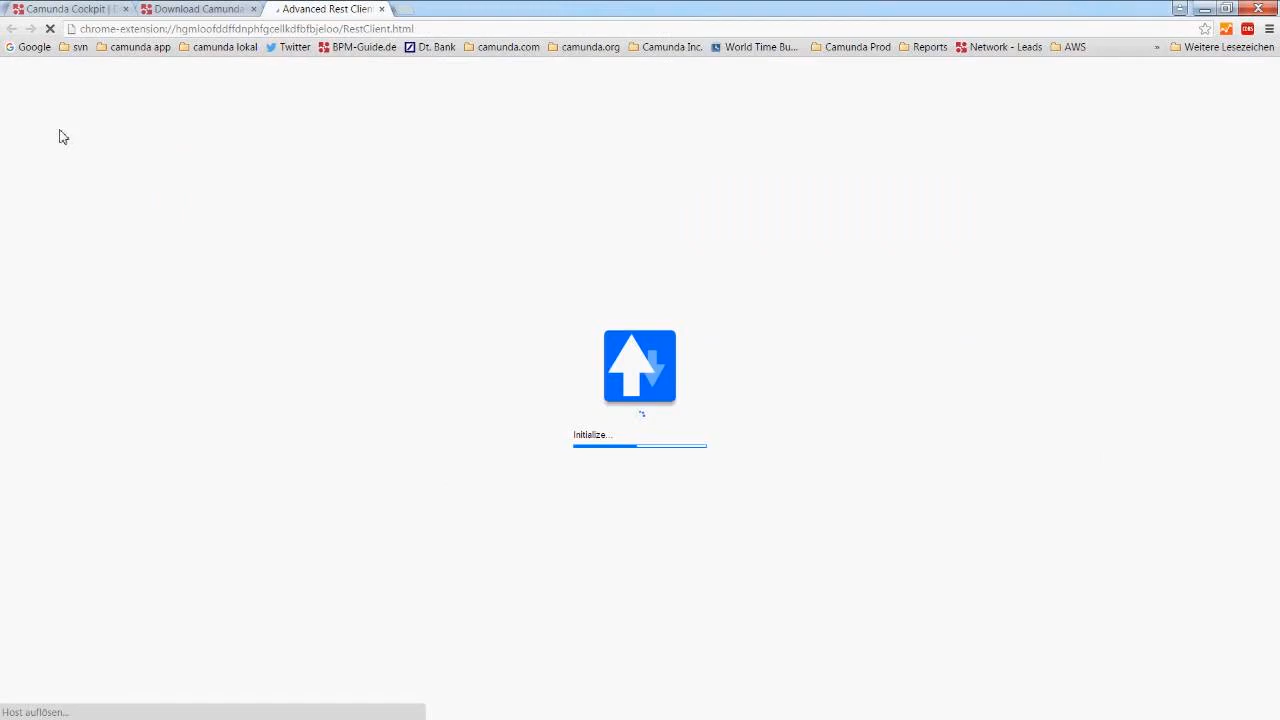 Camunda Cockpit |
Download Camunda
Advanced Rest Clien
chrome-extension://hgmloofddffdnphfgcellkdfbfbjeloo/RestClient.html
Google svn camunda app camunda lokal Twitter BPM-Guide.de Dt. Bank camunda.com camunda.org Camunda Inc. World Time Bu... Camunda Prod Reports Network - Leads AWS » Weitere Lesezeichen
Initialize...
Host auflösen...